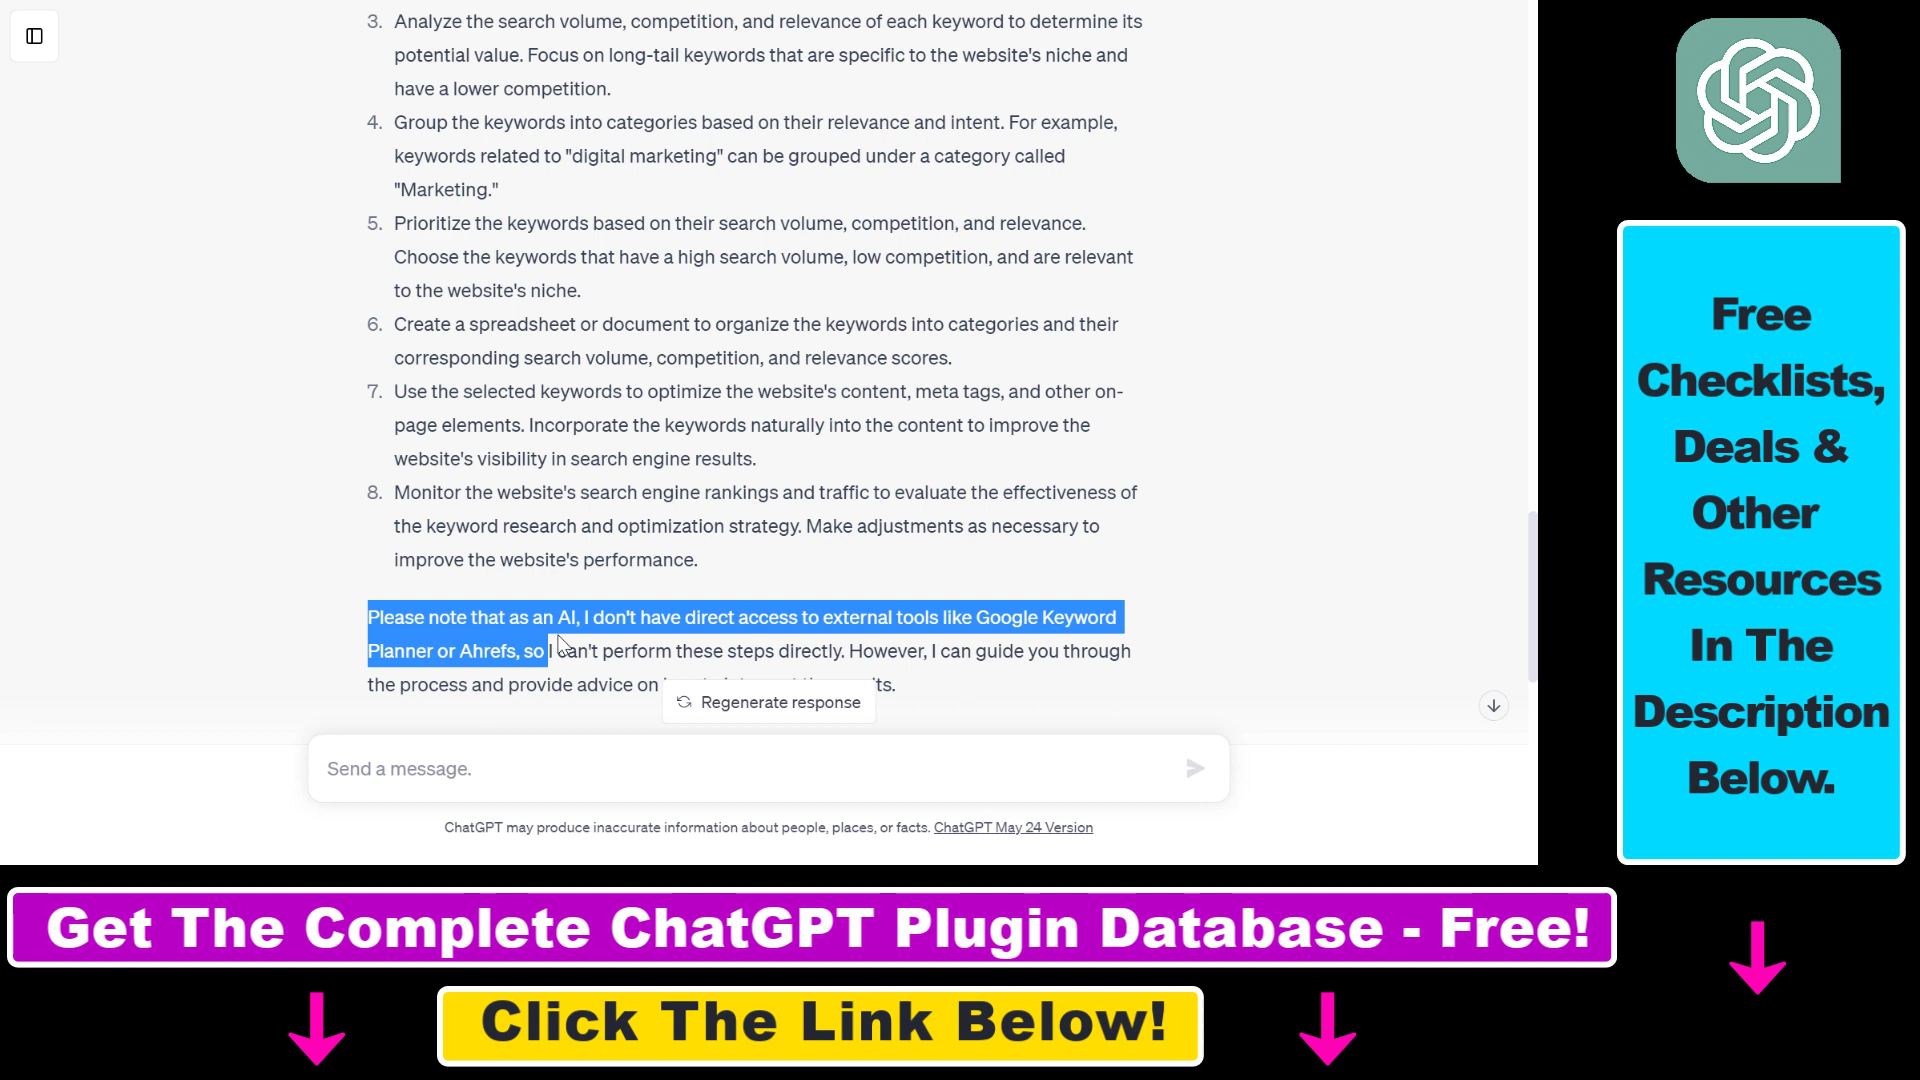 3. Analyze the search volume, competition, and relevance of each keyword to determine its
potential value. Focus on long-tail keywords that are specific to the website's niche and
have a lower competition.
4. Group the keywords into categories based on their relevance and intent. For example,
keywords related to "digital marketing" can be grouped under a category called
"Marketing."
5. Prioritize the keywords based on their search volume, competition, and relevance.
Choose the keywords that have a high search volume, low competition, and are relevant
to the website's niche.
6. Create a spreadsheet or document to organize the keywords into categories and their
corresponding search volume, competition, and relevance scores.
7. Use the selected keywords to optimize the website's content, meta tags, and other on-
page elements. Incorporate the keywords naturally into the content to improve the
website's visibility in search engine results.
8. Monitor the website's search engine rankings and traffic to evaluate the effectiveness of
the keyword research and optimization strategy. Make adjustments as necessary to
improve the website's performance.
Please note that as an AI, I don't have direct access to external tools like Google Keyword
Planner or Ahrefs, so I can't perform these steps directly. However, I can guide you through
the process and provide advice on
Regenerate response
Send a message.
ChatGPT may produce inaccurate information about people, places, or facts. ChatGPT May 24 Version
Free
Checklists,
Deals &
Other
Resources
In The
Description
Below.
Get The Complete ChatGPT Plugin Database - Free!
Click The Link Below!